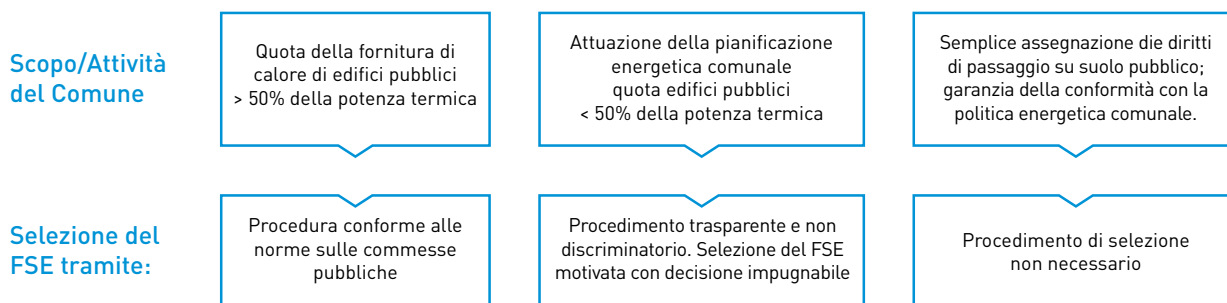 Scopo/Attività
del Comune
Quota della fornitura di
calore di edifici pubblici
> 50% della potenza termica
Attuazione della pianificazione
energetica comunale
quota edifici pubblici
< 50% della potenza termica
Semplice assegnazione die diritti
di passaggio su suolo pubblico;
garanzia della conformità con la
politica energetica comunale.
Selezione del
FSE tramite:
Procedura conforme alle
norme sulle commesse
pubbliche
Procedimento trasparente e non
discriminatorio. Selezione del FSE
motivata con decisione impugnabile
Procedimento di selezione
non necessario